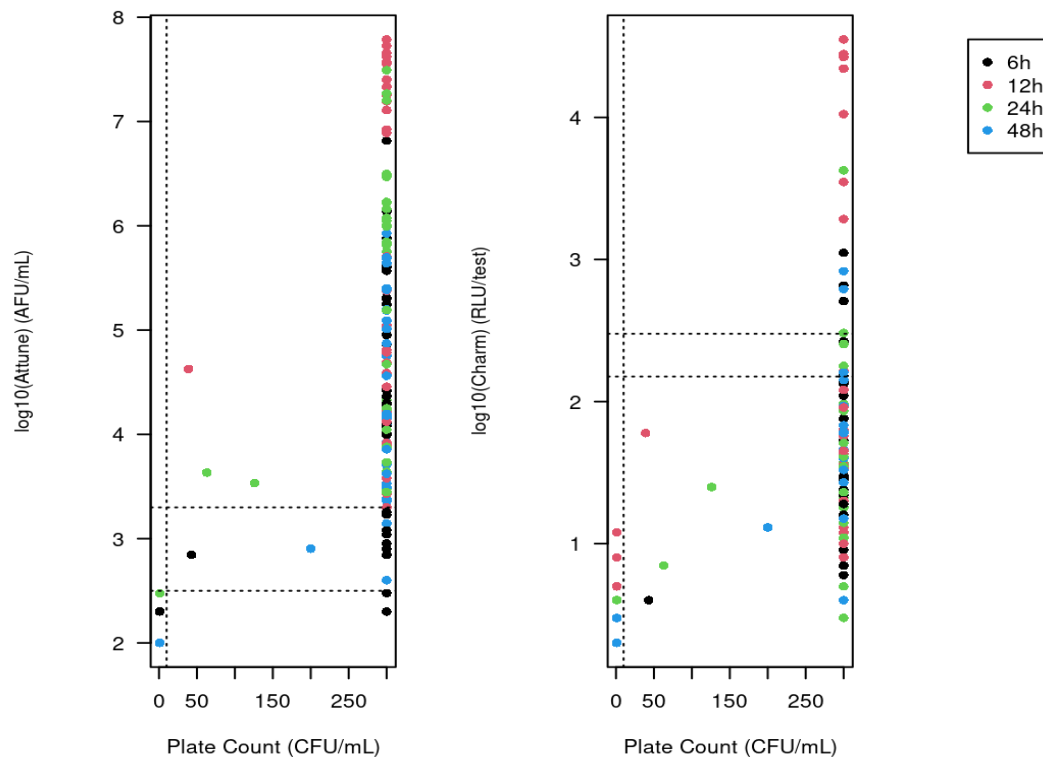 8
7
6
5
4
3
2
0 50 150 250
Plate Count (CFU/mL)
log10(Attune) (AFU/mL)
4
3
2
1
0 50 150 250
Plate Count (CFU/mL)
log10(Charm) (RLU/test)
6h
12h
24h
48h